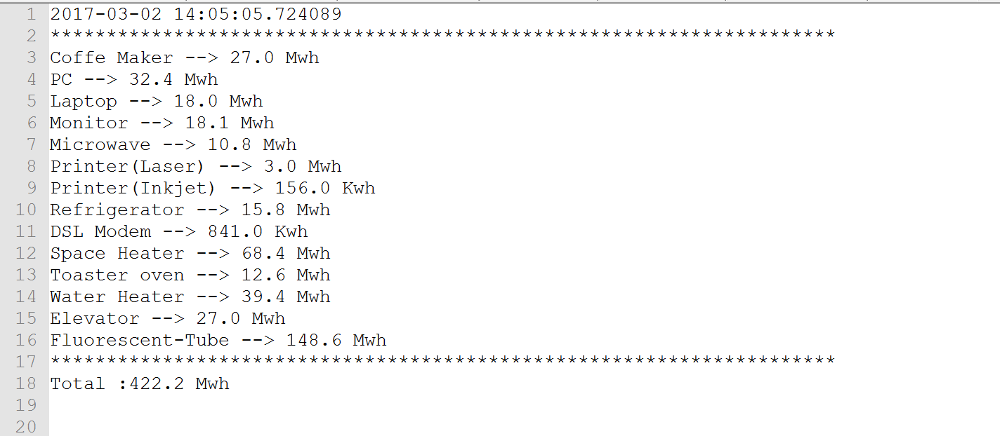 1 2017-03-02 14:05:05.724089
2 **********************************************************************
3 Coffe Maker --> 27.0 Mwh
4 PC --> 32.4 Mwh
5 Laptop --> 18.0 Mwh
6 Monitor --> 18.1 Mwh
7 Microwave --> 10.8 Mwh
8 Printer(Laser) --> 3.0 Mwh
9 Printer(Inkjet) --> 156.0 Kwh
10 Refrigerator --> 15.8 Mwh
11 DSL Modem --> 841.0 Kwh
12 Space Heater --> 68.4 Mwh
13 Toaster oven --> 12.6 Mwh
14 Water Heater --> 39.4 Mwh
15 Elevator --> 27.0 Mwh
16 Fluorescent-Tube --> 148.6 Mwh
17 **********************************************************************
18 Total :422.2 Mwh
19
20